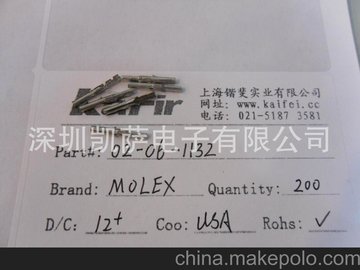 上海锴斐实业有限公司
网址: www.kaifei.cc
电话: 021-5187 3581
深圳凯萨电子有限公司
Part#: 02-06-1132
Brand: MOLEX Quantity: 200
D/C: 12+ Coo: USA Rohs: ✓
china.makepolo.com